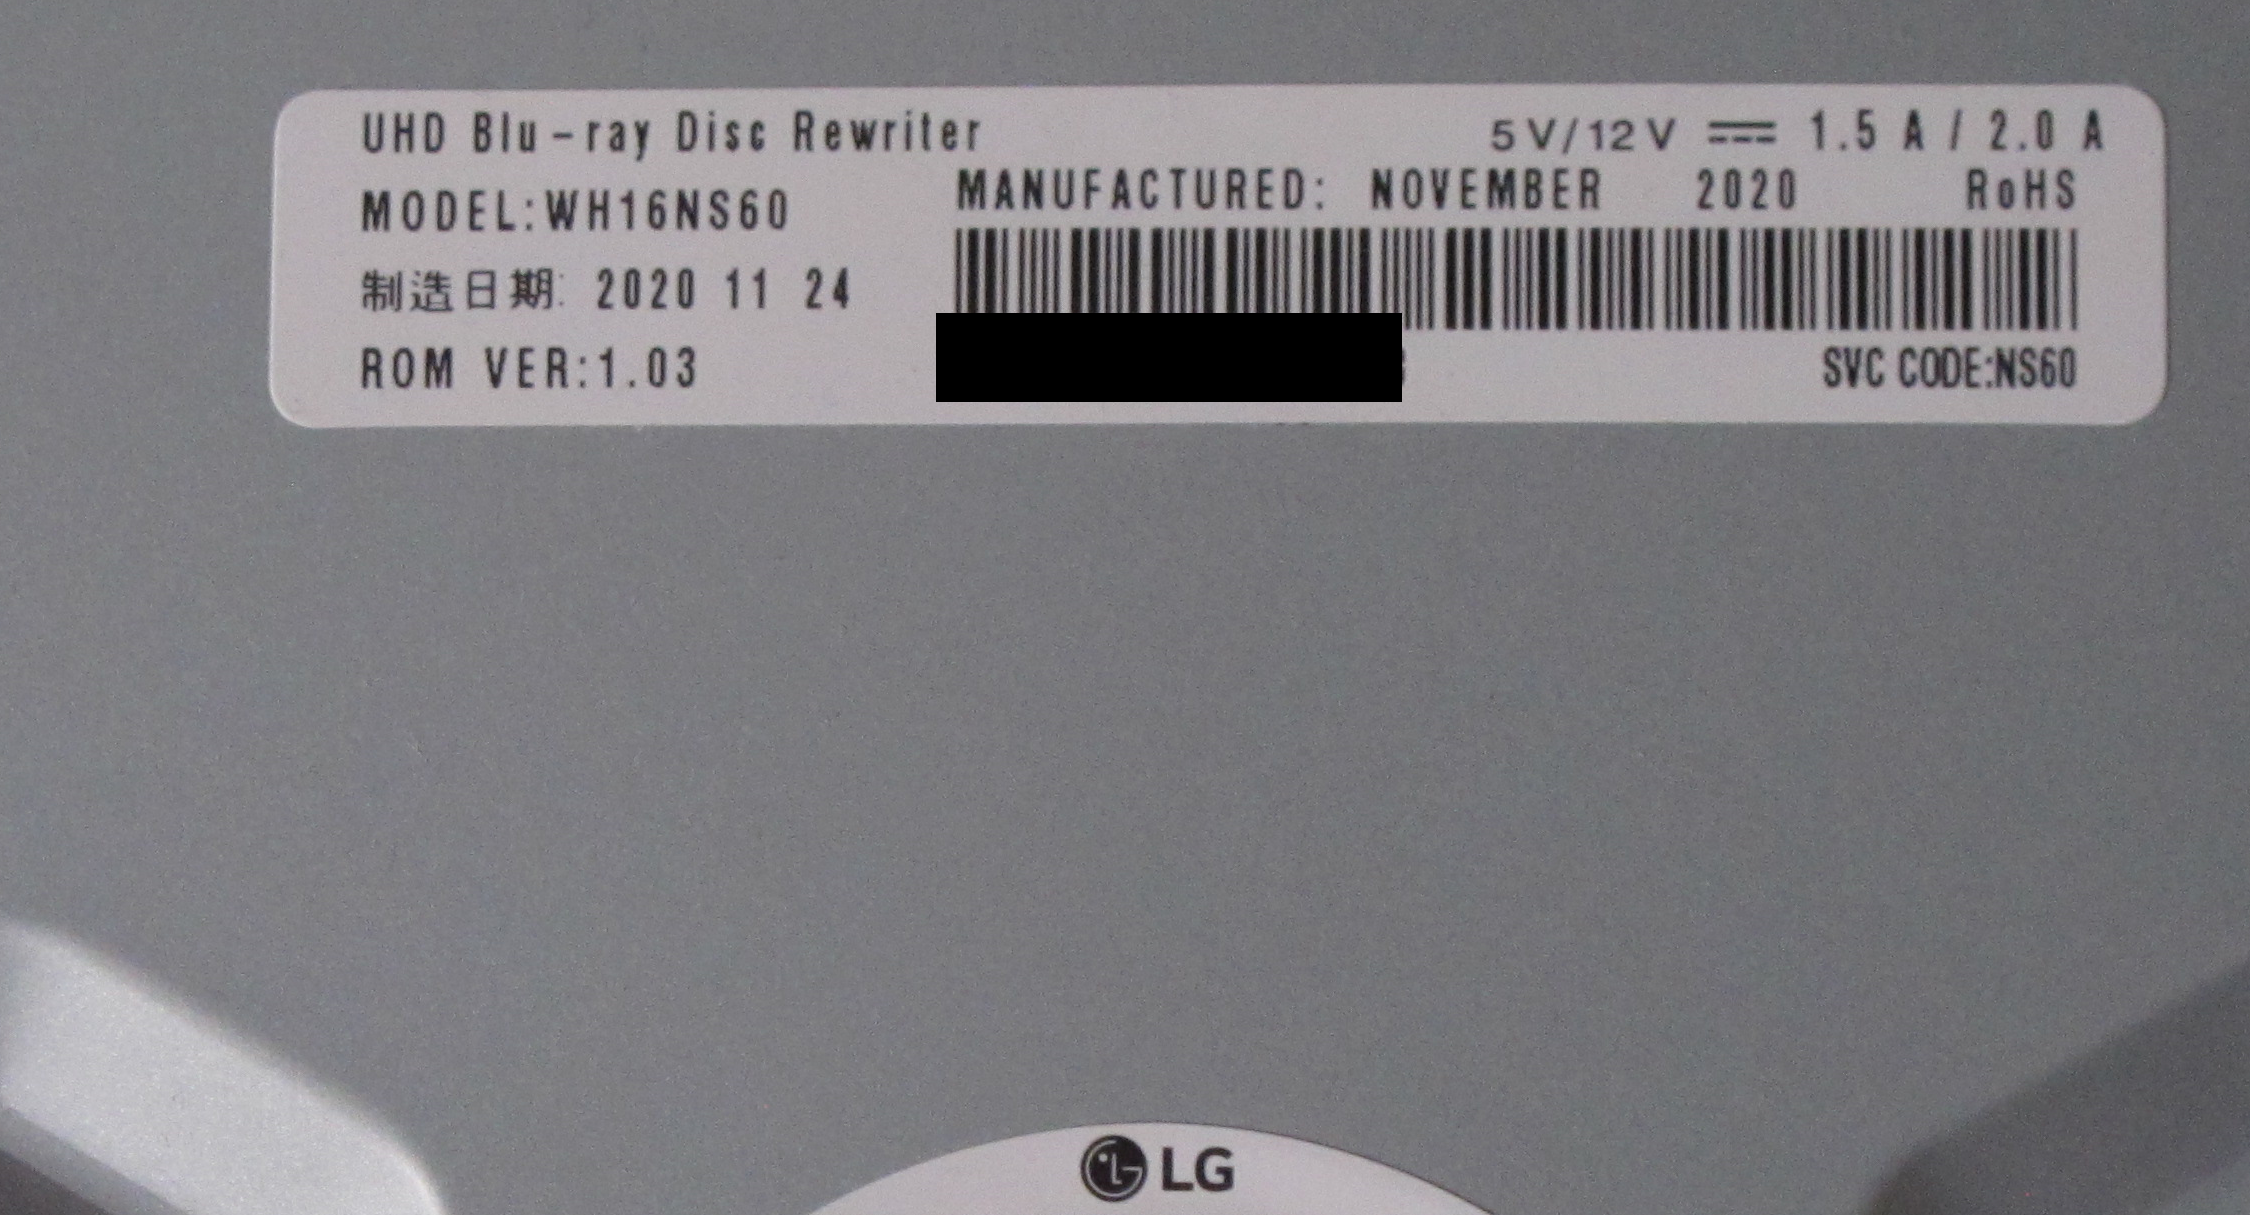 UHD Blu-ray Disc Rewriter
5V/12V ⎓ 1.5 A / 2.0 A
MODEL:WH16NS60
MANUFACTURED: NOVEMBER 2020 RoHS
制造日期: 2020 11 24
ROM VER:1.03
SVC CODE:NS60
LG